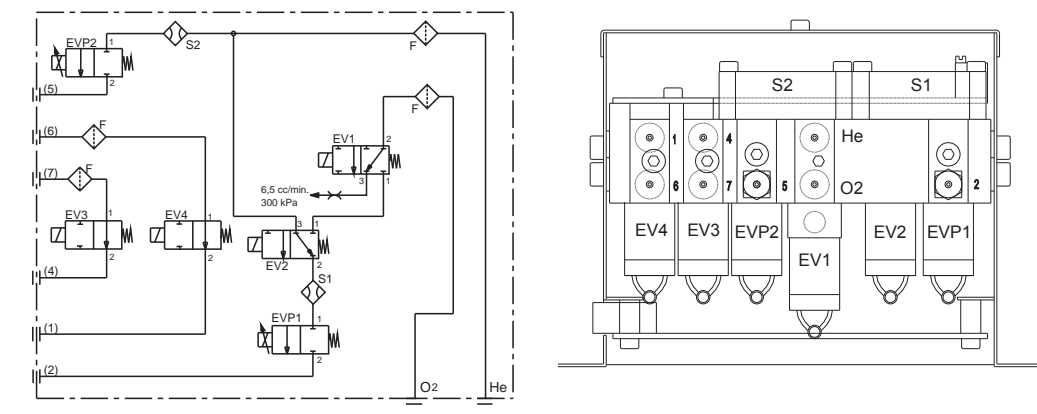 EVP2
1
S2
2
(5)
F
(6)
F
F
(7)
F
EV1
2
3
1
6,5 cc/min.
300 kPa
EV3
1
2
EV4
1
2
3
1
EV2
2
(4)
S1
EVP1
1
2
(1)
(2)
O2
He
S2
S1
1
4
He
6
7
5
O2
2
EV4
EV3
EVP2
EV1
EV2
EVP1